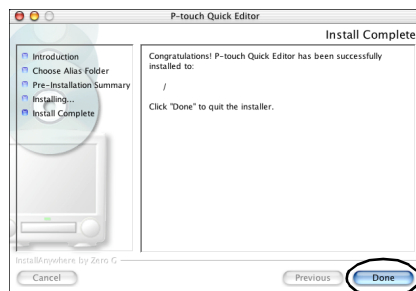 P-touch Quick Editor
Install Complete
Introduction
Choose Alias Folder
Pre-Installation Summary
Installing...
Install Complete
Congratulations! P-touch Quick Editor has been successfully
installed to:
/
Click "Done" to quit the installer.
InstallAnywhere by Zero G
Cancel
Previous
Done